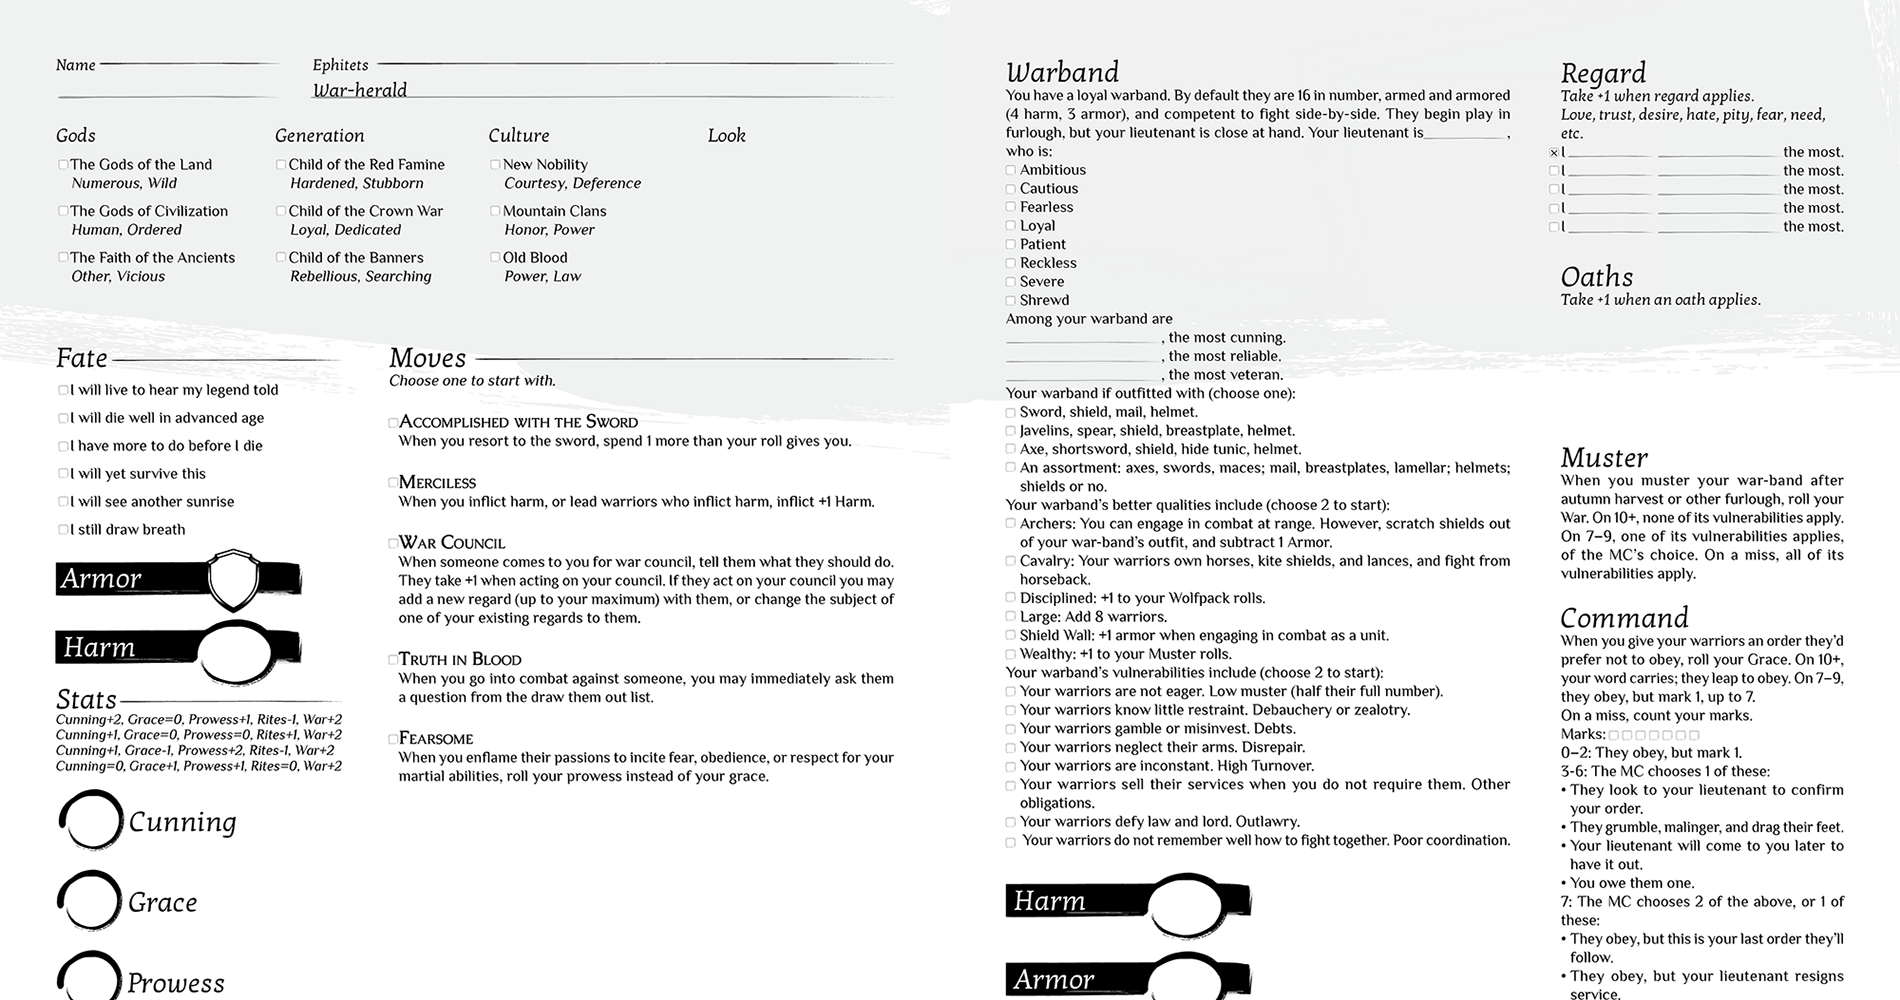 Name
Ephitets
War-herald
Gods
The Gods of the Land
Numerous, Wild
The Gods of Civilization
Human, Ordered
The Faith of the Ancients
Other, Vicious
Generation
Child of the Red Famine
Hardened, Stubborn
Child of the Crown War
Loyal, Dedicated
Child of the Banners
Rebellious, Searching
Culture
New Nobility
Courtesy, Deference
Mountain Clans
Honor, Power
Old Blood
Power, Law
Look
Fate
I will live to hear my legend told
I will die well in advanced age
I have more to do before I die
I will yet survive this
I will see another sunrise
I still draw breath
Armor
Harm
Stats
Cunning+2, Grace=0, Prowess+1, Rites-1, War+2
Cunning+1, Grace=0, Prowess=0, Rites+1, War+2
Cunning+1, Grace-1, Prowess+2, Rites-1, War+2
Cunning=0, Grace+1, Prowess+1, Rites=0, War+2
Cunning
Grace
Prowess
Moves
Choose one to start with.
Accomplished with the Sword
When you resort to the sword, spend 1 more than your roll gives you.
Merciless
When you inflict harm, or lead warriors who inflict harm, inflict +1 Harm.
War Council
When someone comes to you for war council, tell them what they should do.
They take +1 when acting on your council. If they act on your council you may
add a new regard (up to your maximum) with them, or change the subject of
one of your existing regards to them.
Truth in Blood
When you go into combat against someone, you may immediately ask them
a question from the draw them out list.
Fearsome
When you enflame their passions to incite fear, obedience, or respect for your
martial abilities, roll your prowess instead of your grace.
Warband
You have a loyal warband. By default they are 16 in number, armed and armored
(4 harm, 3 armor), and competent to fight side-by-side. They begin play in
furlough, but your lieutenant is close at hand. Your lieutenant is__________,
who is:
Ambitious
Cautious
Fearless
Loyal
Patient
Reckless
Severe
Shrewd
Among your warband are
__________________, the most cunning.
__________________, the most reliable.
__________________, the most veteran.
Your warband if outfitted with (choose one):
Sword, shield, mail, helmet.
Javelins, spear, shield, breastplate, helmet.
Axe, shortsword, shield, hide tunic, helmet.
An assortment: axes, swords, maces; mail, breastplates, lamellar; helmets;
shields or no.
Your warband's better qualities include (choose 2 to start):
Archers: You can engage in combat at range. However, scratch shields out
of your war-band's outfit, and subtract 1 Armor.
Cavalry: Your warriors own horses, kite shields, and lances, and fight from
horseback.
Disciplined: +1 to your Wolfpack rolls.
Large: Add 8 warriors.
Shield Wall: +1 armor when engaging in combat as a unit.
Wealthy: +1 to your Muster rolls.
Your warband's vulnerabilities include (choose 2 to start):
Your warriors are not eager. Low muster (half their full number).
Your warriors know little restraint. Debauchery or zealotry.
Your warriors gamble or misinvest. Debts.
Your warriors neglect their arms. Disrepair.
Your warriors are inconstant. High Turnover.
Your warriors sell their services when you do not require them. Other
obligations.
Your warriors defy law and lord. Outlawry.
Your warriors do not remember well how to fight together. Poor coordination.
Harm
Armor
Regard
Take +1 when regard applies.
Love, trust, desire, hate, pity, fear, need,
etc.
I __________ ______________ the most.
I __________ ______________ the most.
I __________ ______________ the most.
I __________ ______________ the most.
I __________ ______________ the most.
Oaths
Take +1 when an oath applies.
Muster
When you muster your war-band after
autumn harvest or other furlough, roll your
War. On 10+, none of its vulnerabilities apply.
On 7–9, one of its vulnerabilities applies,
of the MC's choice. On a miss, all of its
vulnerabilities apply.
Command
When you give your warriors an order they'd
prefer not to obey, roll your Grace. On 10+,
your word carries; they leap to obey. On 7–9,
they obey, but mark 1, up to 7.
On a miss, count your marks.
Marks:
0–2: They obey, but mark 1.
3-6: The MC chooses 1 of these:
• They look to your lieutenant to confirm
your order.
• They grumble, malinger, and drag their feet.
• Your lieutenant will come to you later to
have it out.
• You owe them one.
7: The MC chooses 2 of the above, or 1 of
these:
• They obey, but this is your last order they'll
follow.
• They obey, but your lieutenant resigns
service.